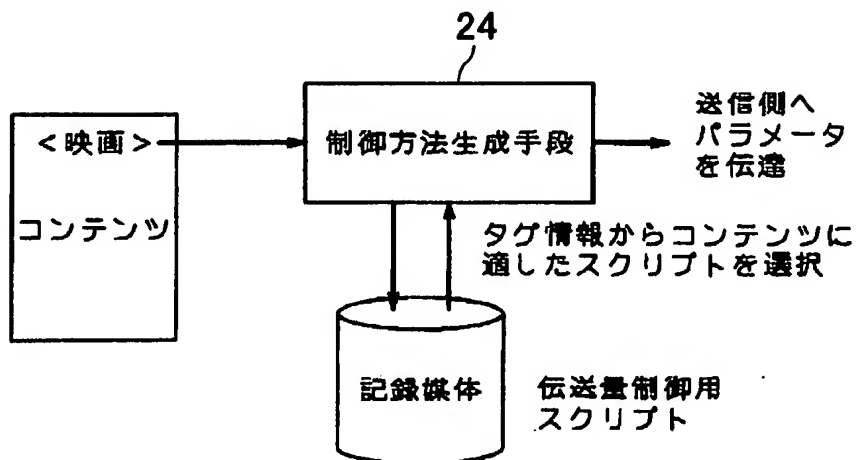 24
<映画>
コンテンツ
制御方法生成手段
送信側へ
パラメータ
を伝達
タグ情報からコンテンツに
適したスクリプトを選択
記録媒体
伝送量制御用
スクリプト